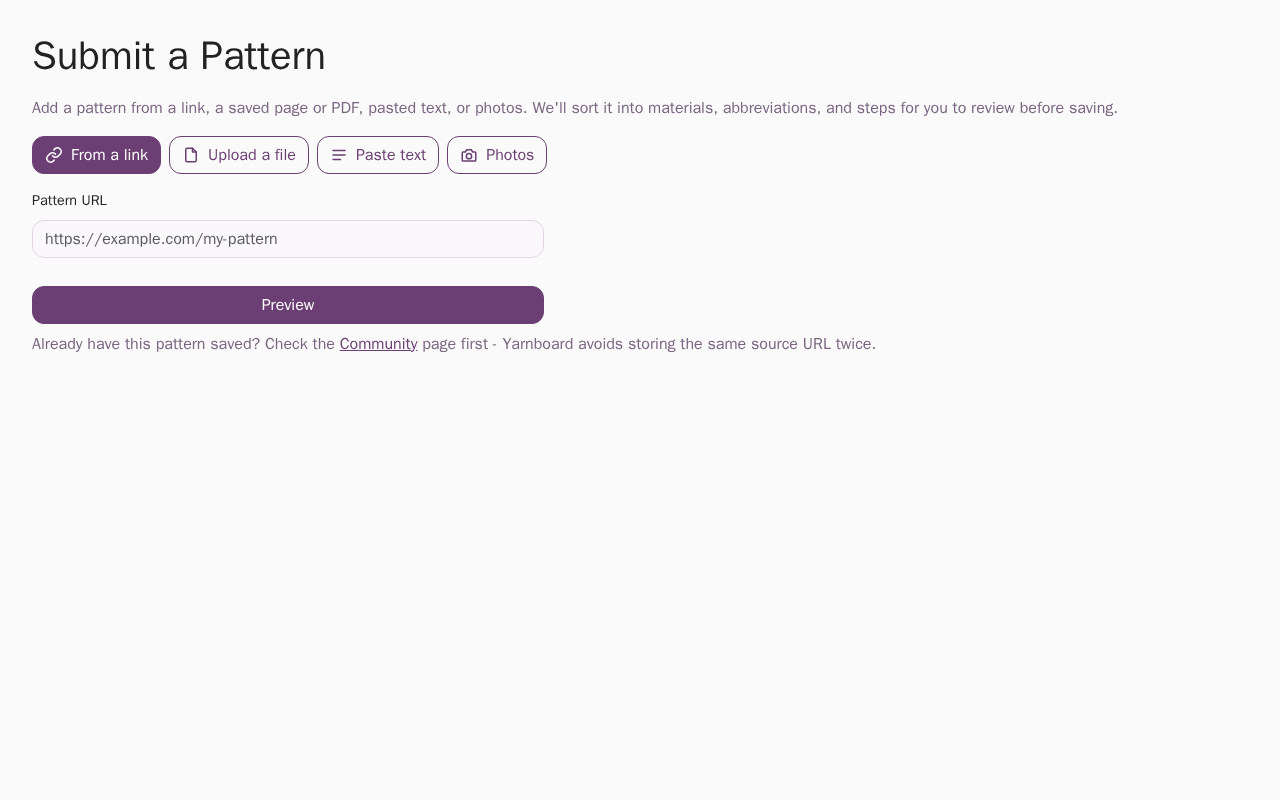 Submit a Pattern
Add a pattern from a link, a saved page or PDF, pasted text, or photos. We'll sort it into materials, abbreviations, and steps for you to review before saving.
From a link
Upload a file
Paste text
Photos
Pattern URL
https://example.com/my-pattern
Preview
Already have this pattern saved? Check the Community page first - Yarnboard avoids storing the same source URL twice.